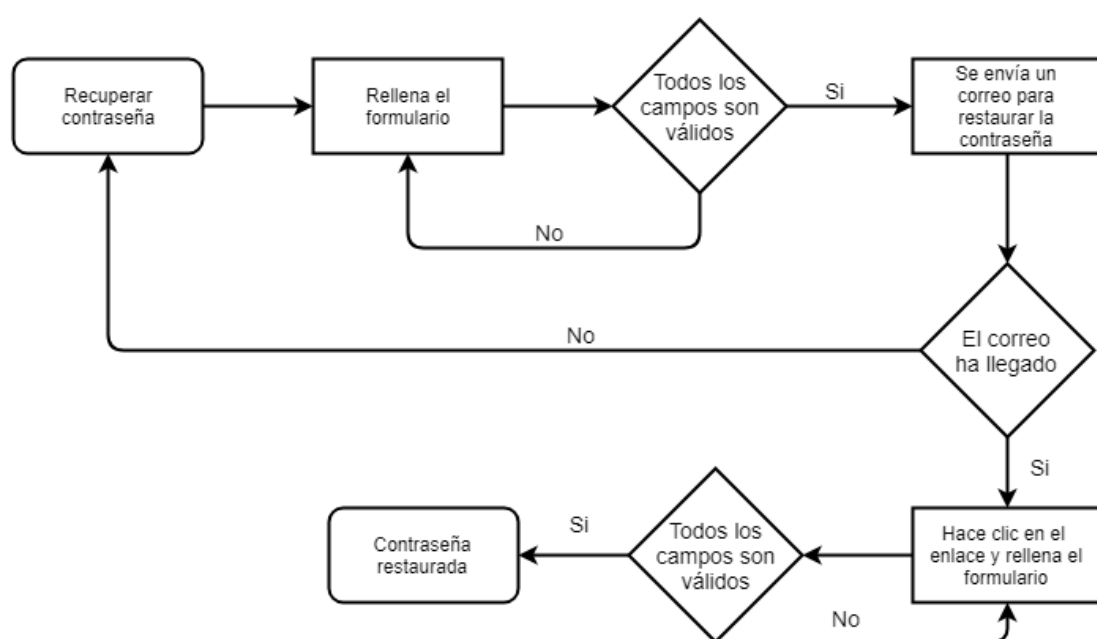 Recuperar
contraseña
Rellena el
formulario
Todos los
campos son
válidos
Si
Se envía un
correo para
restaurar la
contraseña
No
No
El correo
ha llegado
Si
Contraseña
restaurada
Si
Todos los
campos son
válidos
Hace clic en el
enlace y rellena el
formulario
No